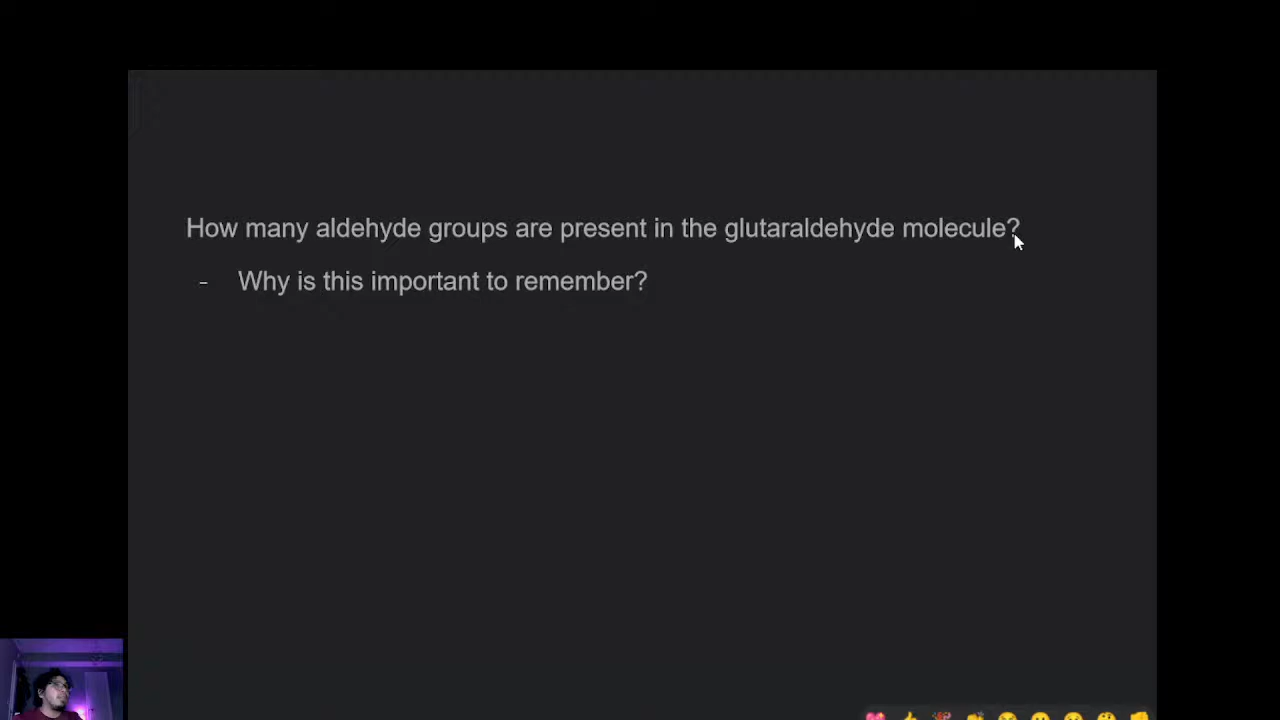 How many aldehyde groups are present in the glutaraldehyde molecule?
- Why is this important to remember?